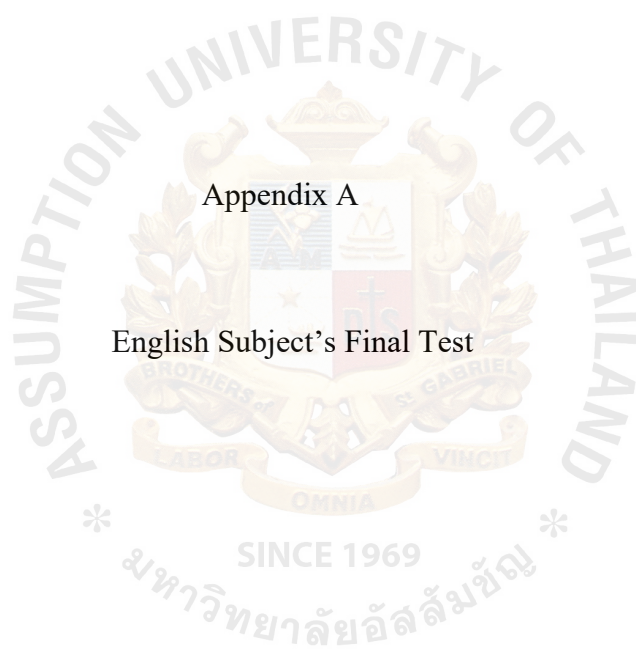 ASSUMPTION UNIVERSITY OF THAILAND
Appendix A
A M
D S
English Subject's Final Test
BROTHERS of St GABRIEL
LABOR OMNIA VINCIT
SINCE 1969
* มหาวิทยาลัยอัสสัมชัญ *